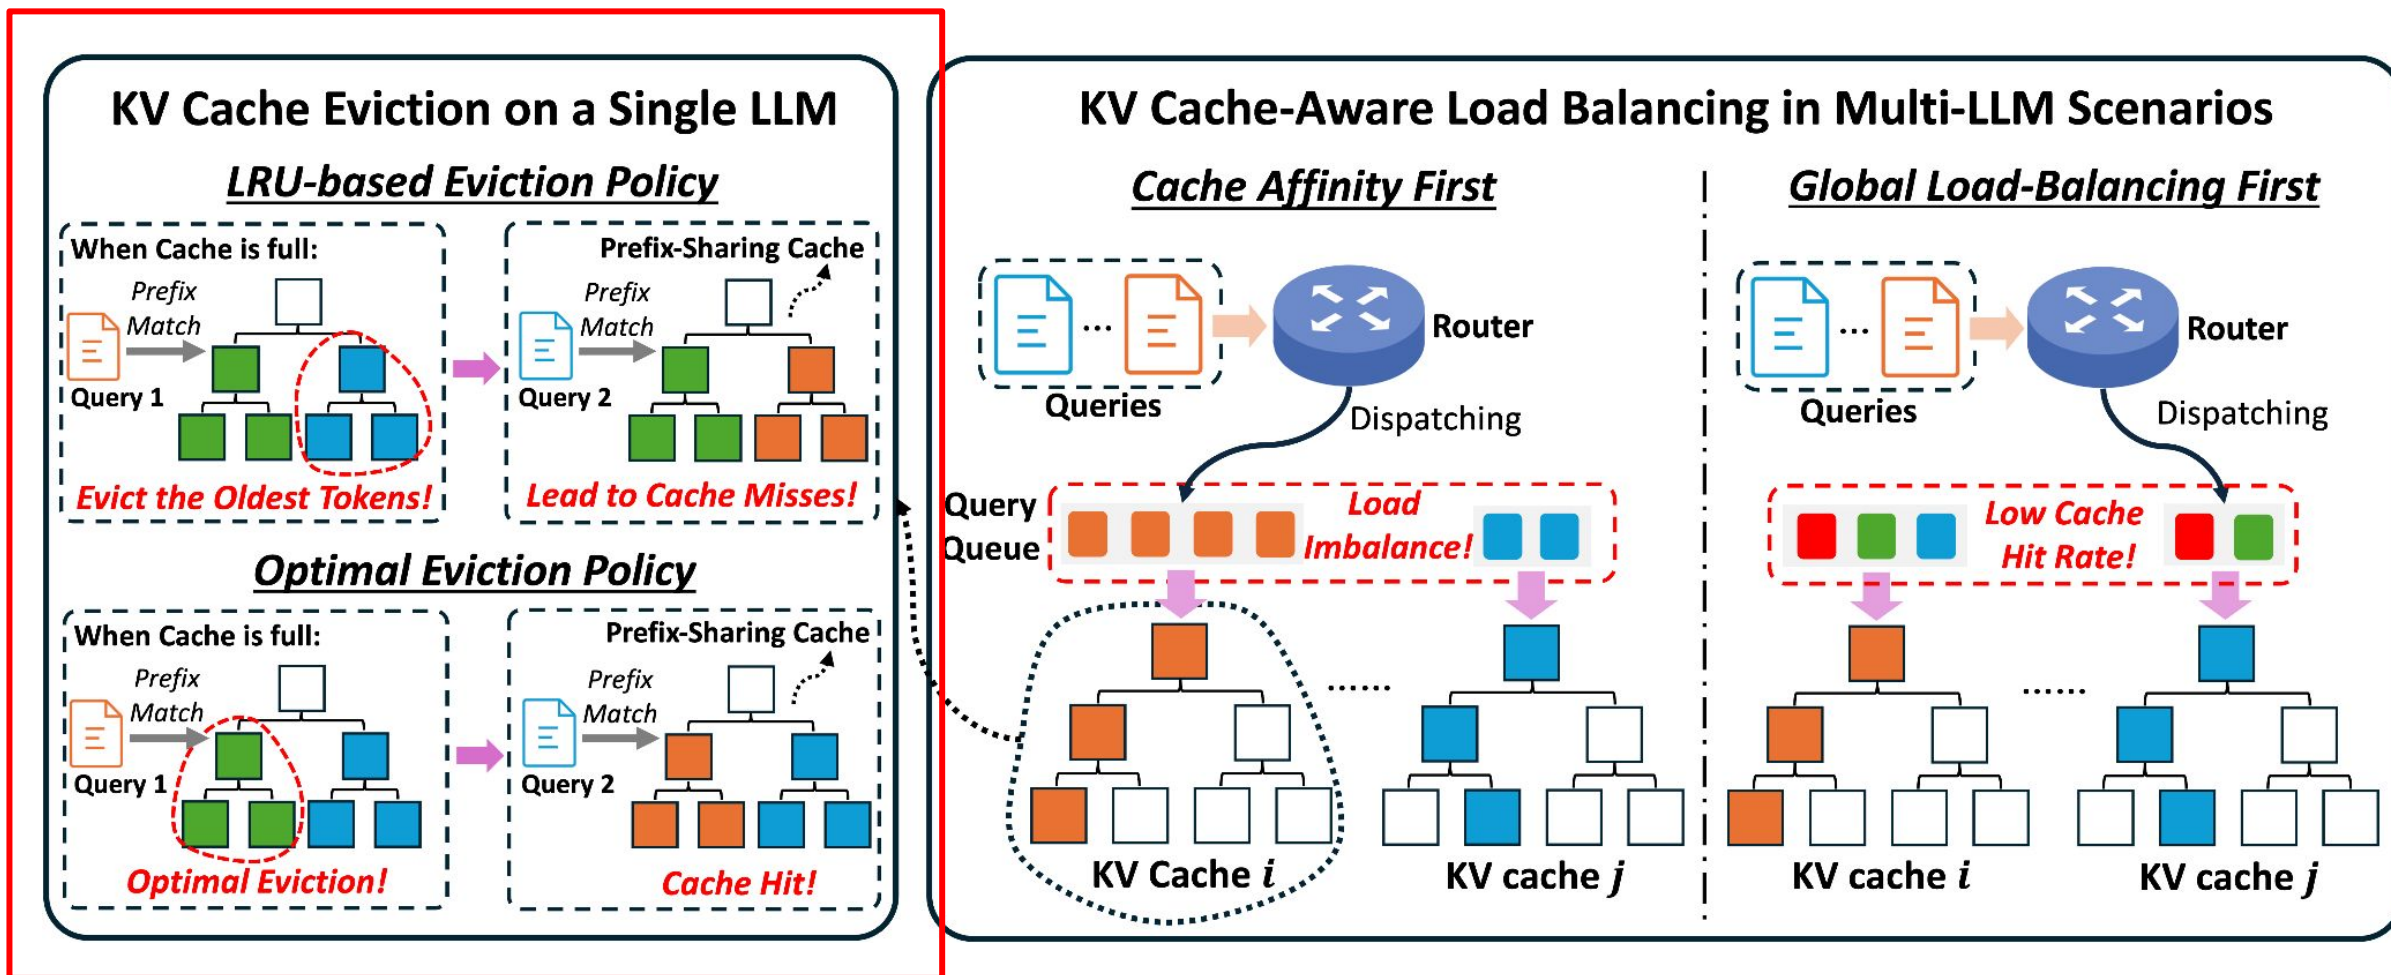 KV Cache Eviction on a Single LLM
LRU-based Eviction Policy
When Cache is full:
Prefix
Match
Query 1
Evict the Oldest Tokens!
Prefix-Sharing Cache
Prefix
Match
Query 2
Lead to Cache Misses!
Optimal Eviction Policy
When Cache is full:
Prefix
Match
Query 1
Optimal Eviction!
Prefix-Sharing Cache
Prefix
Match
Query 2
Cache Hit!
KV Cache-Aware Load Balancing in Multi-LLM Scenarios
Cache Affinity First
...
Queries
Router
Dispatching
Query
Queue
Load
Imbalance!
......
KV Cache i
KV cache j
Global Load-Balancing First
...
Queries
Router
Dispatching
Low Cache
Hit Rate!
......
KV cache i
KV cache j